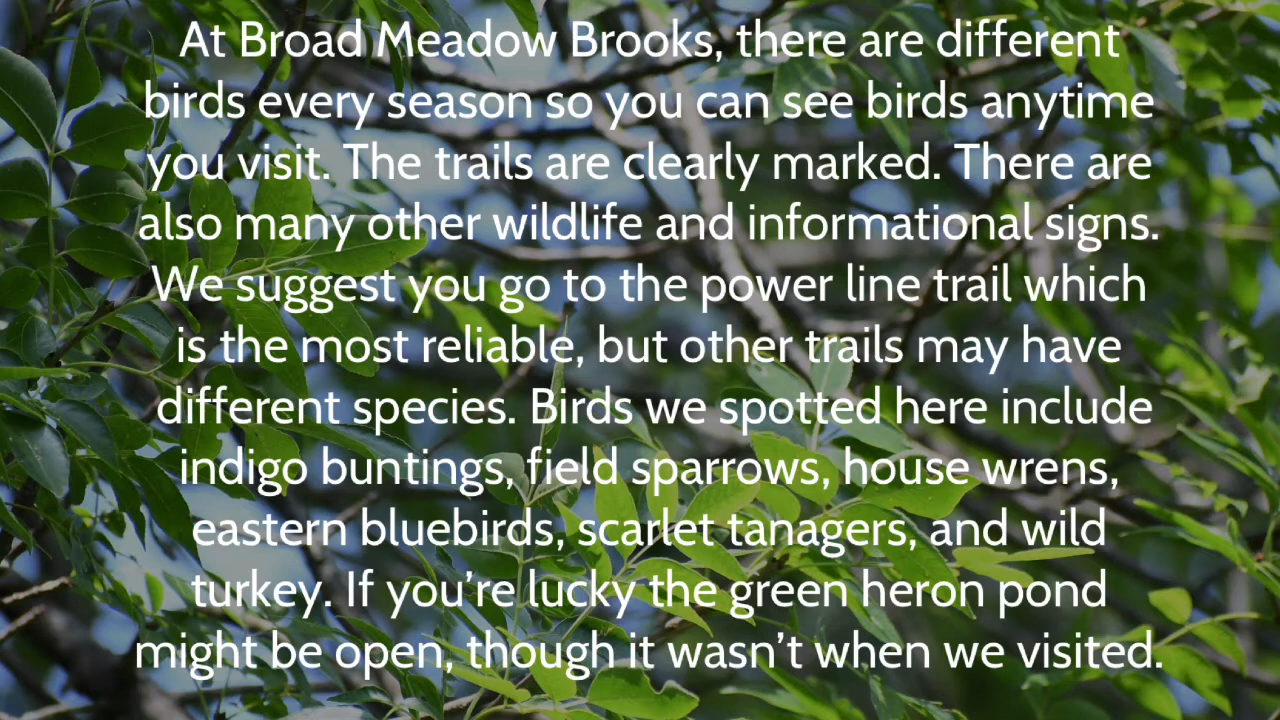 At Broad Meadow Brooks, there are different
birds every season so you can see birds anytime
you visit. The trails are clearly marked. There are
also many other wildlife and informational signs.
We suggest you go to the power line trail which
is the most reliable, but other trails may have
different species. Birds we spotted here include
indigo buntings, field sparrows, house wrens,
eastern bluebirds, scarlet tanagers, and wild
turkey. If you’re lucky the green heron pond
might be open, though it wasn’t when we visited.